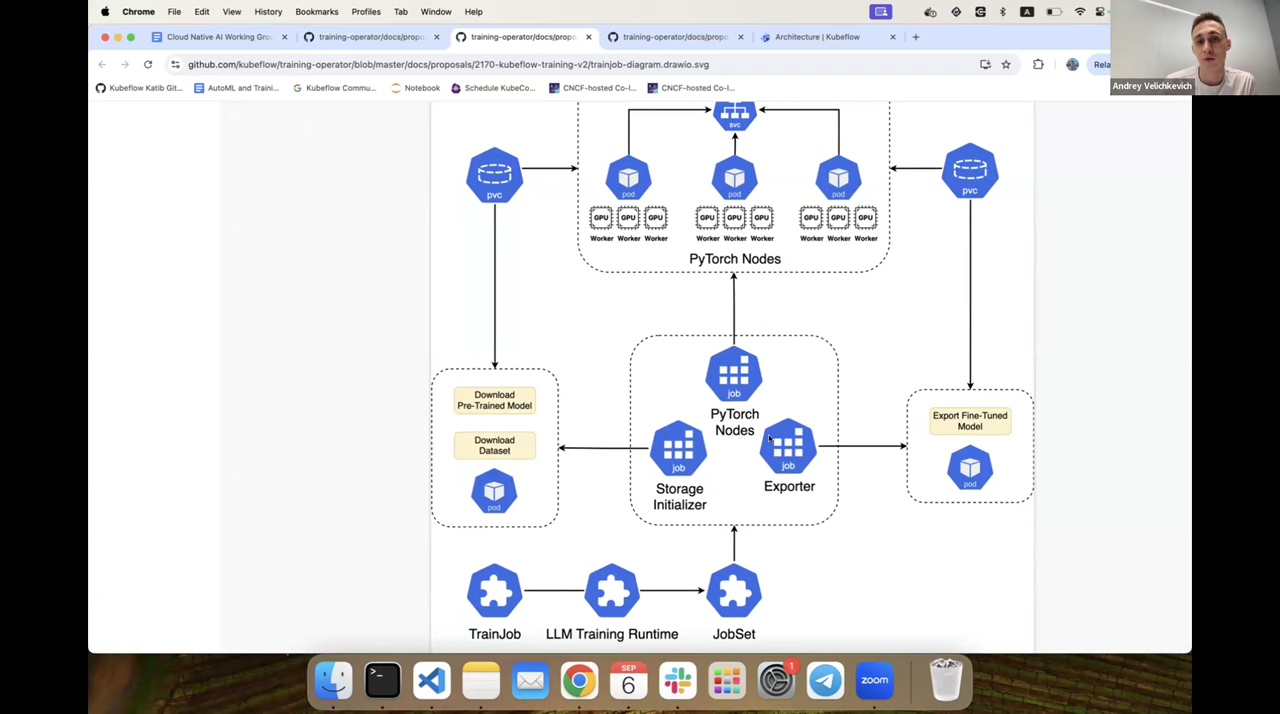 Chrome File Edit View History Bookmarks Profiles Tab Window Help
A
Cloud Native AI Working Grou
training-operator/docs/propo
training-operator/docs/propo
training-operator/docs/propo
Architecture | Kubeflow
github.com/kubeflow/training-operator/blob/master/docs/proposals/2170-kubeflow-training-v2/trainjob-diagram.drawio.svg
Rela
Kubeflow Katib Git...
AutoML and Traini...
Kubeflow Commu...
Notebook
Schedule KubeCo...
CNCF-hosted Co-l...
CNCF-hosted Co-l...
Andrey Velichkevich
svc
pvc
pod
pod
pod
pvc
GPU GPU GPU GPU GPU GPU GPU GPU GPU
Worker Worker Worker Worker Worker Worker Worker Worker Worker
PyTorch Nodes
job
PyTorch
Nodes
Download
Pre-Trained Model
Download
Dataset
pod
job
Storage
Initializer
job
Exporter
Export Fine-Tuned
Model
pod
TrainJob
LLM Training Runtime
JobSet
SEP
6
1
zoom